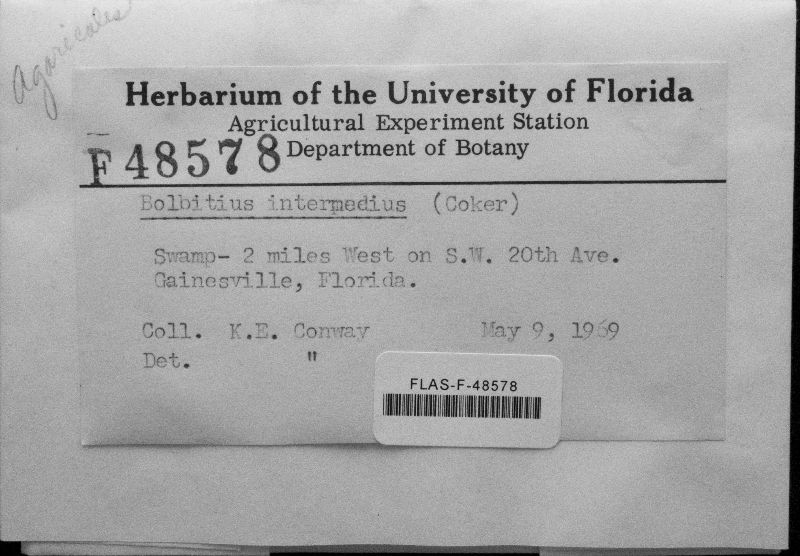 Agaricales
Herbarium of the University of Florida
Agricultural Experiment Station
F48578 Department of Botany
Bolbitius intermedius (Coker)
Swamp- 2 miles West on S.W. 20th Ave.
Gainesville, Florida.
Coll. K.E. Conway May 9, 1969
Det. "
FLAS-F-48578